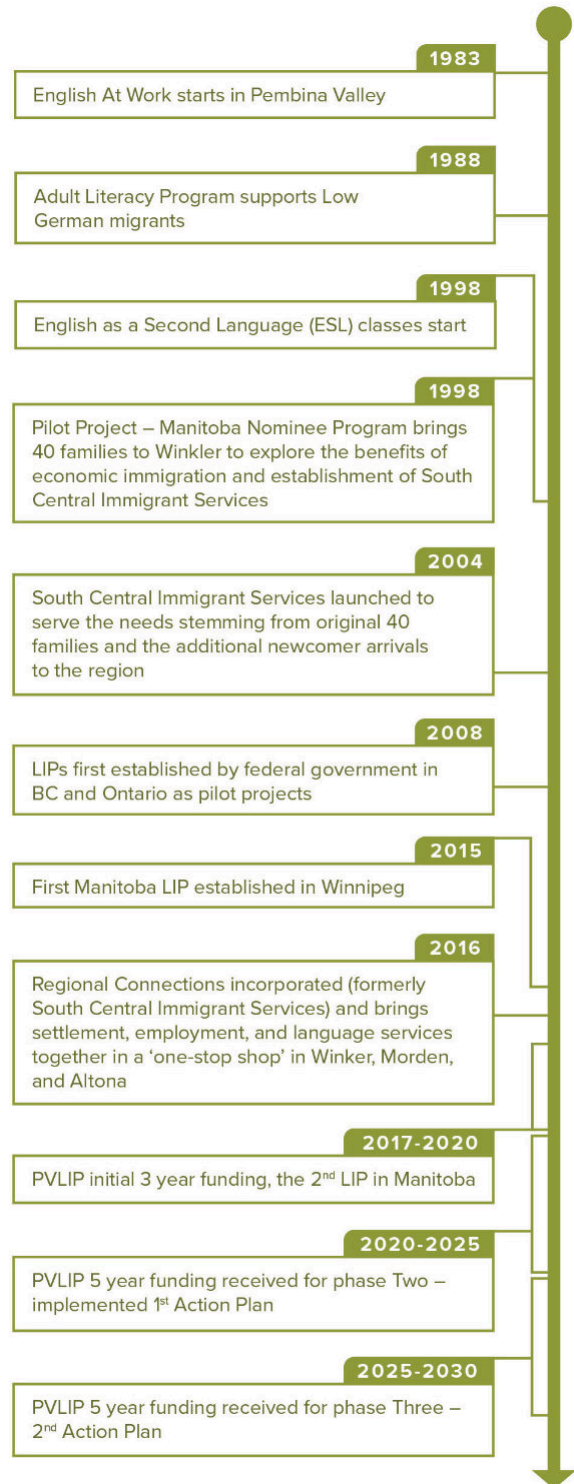 1983
English At Work starts in Pembina Valley
1988
Adult Literacy Program supports Low
German migrants
1998
English as a Second Language (ESL) classes start
1998
Pilot Project – Manitoba Nominee Program brings
40 families to Winkler to explore the benefits of
economic immigration and establishment of South
Central Immigrant Services
2004
South Central Immigrant Services launched to
serve the needs stemming from original 40
families and the additional newcomer arrivals
to the region
2008
LIPs first established by federal government in
BC and Ontario as pilot projects
2015
First Manitoba LIP established in Winnipeg
2016
Regional Connections incorporated (formerly
South Central Immigrant Services) and brings
settlement, employment, and language services
together in a ‘one-stop shop’ in Winker, Morden,
and Altona
2017-2020
PVLIP initial 3 year funding, the 2nd LIP in Manitoba
2020-2025
PVLIP 5 year funding received for phase Two –
implemented 1st Action Plan
2025-2030
PVLIP 5 year funding received for phase Three –
2nd Action Plan